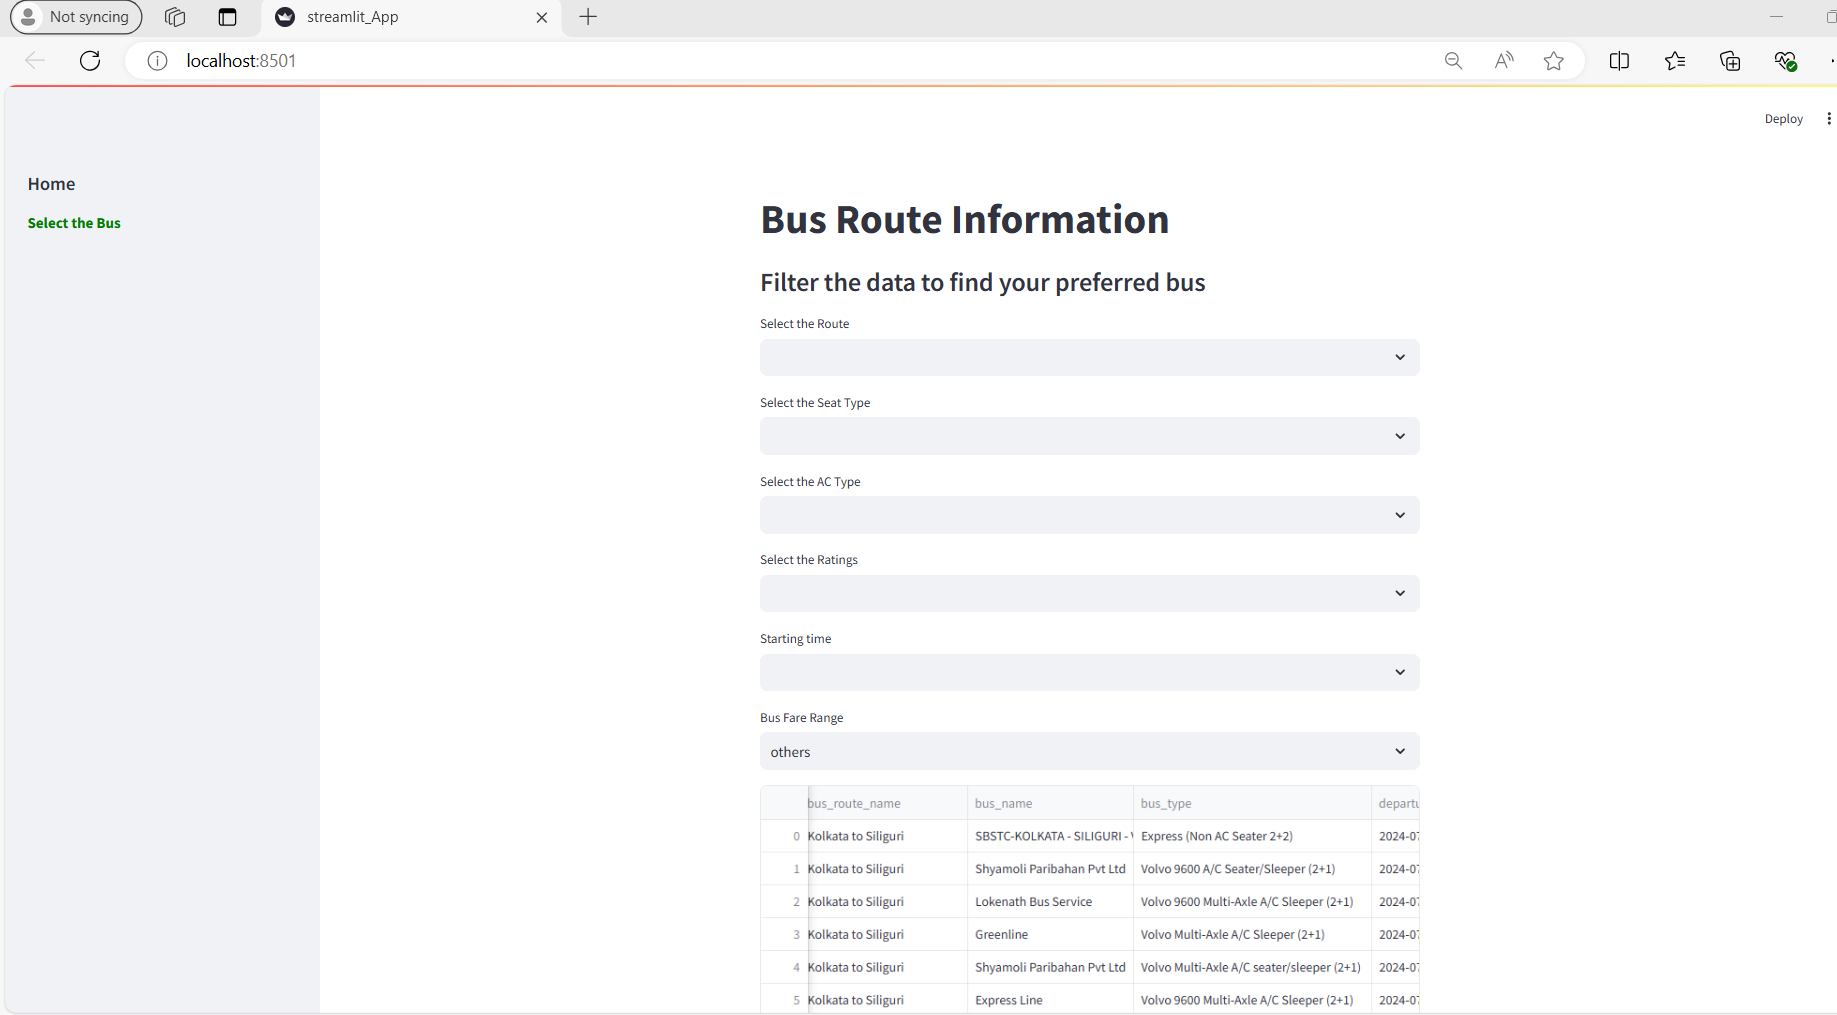 Not syncing
streamlit_App
localhost:8501
Deploy
Home
Select the Bus
Bus Route Information
Filter the data to find your preferred bus
Select the Route
Select the Seat Type
Select the AC Type
Select the Ratings
Starting time
Bus Fare Range
others
bus_route_name bus_name bus_type departu
0 Kolkata to Siliguri SBSTC-KOLKATA - SILIGURI - Express (Non AC Seater 2+2) 2024-07
1 Kolkata to Siliguri Shyamoli Paribahan Pvt Ltd Volvo 9600 A/C Seater/Sleeper (2+1) 2024-07
2 Kolkata to Siliguri Lokenath Bus Service Volvo 9600 Multi-Axle A/C Sleeper (2+1) 2024-07
3 Kolkata to Siliguri Greenline Volvo Multi-Axle A/C Sleeper (2+1) 2024-07
4 Kolkata to Siliguri Shyamoli Paribahan Pvt Ltd Volvo Multi-Axle A/C seater/sleeper (2+1) 2024-07
5 Kolkata to Siliguri Express Line Volvo 9600 Multi-Axle A/C Sleeper (2+1) 2024-07